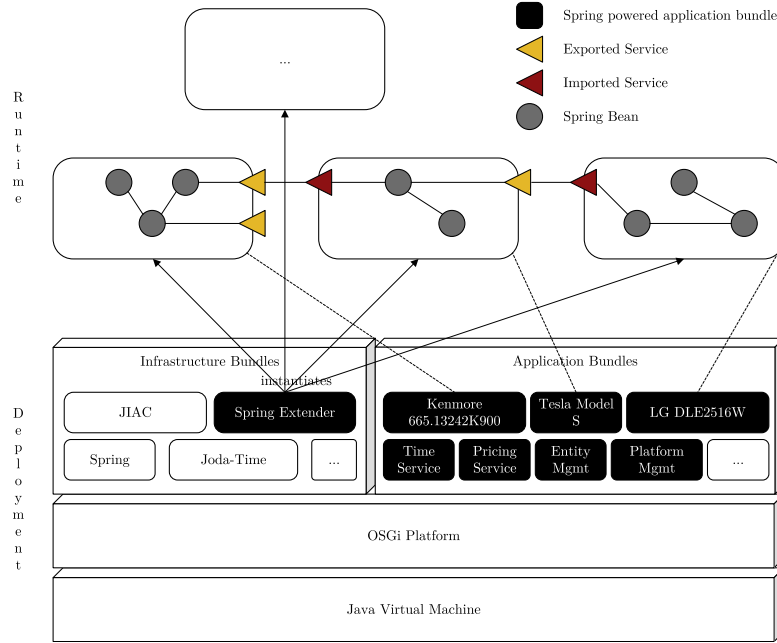 Spring powered application bundle
Exported Service
Imported Service
Spring Bean
...
Runtime
Infrastructure Bundles
Application Bundles
instantiates
JIAC
Spring Extender
Kenmore
665.13242K900
Tesla Model
S
LG DLE2516W
Spring
Joda-Time
...
Time
Service
Pricing
Service
Entity
Mgmt
Platform
Mgmt
...
Deployment
OSGi Platform
Java Virtual Machine